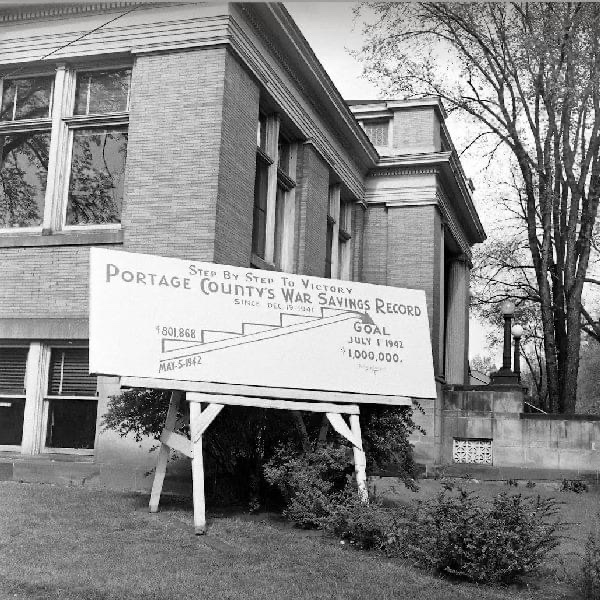 STEP BY STEP TO VICTORY
PORTAGE COUNTY'S WAR SAVINGS RECORD
SINCE DEC. 19, 1941
$801,868
MAY-5-1942
GOAL
JULY 1 1942
$1,000,000.